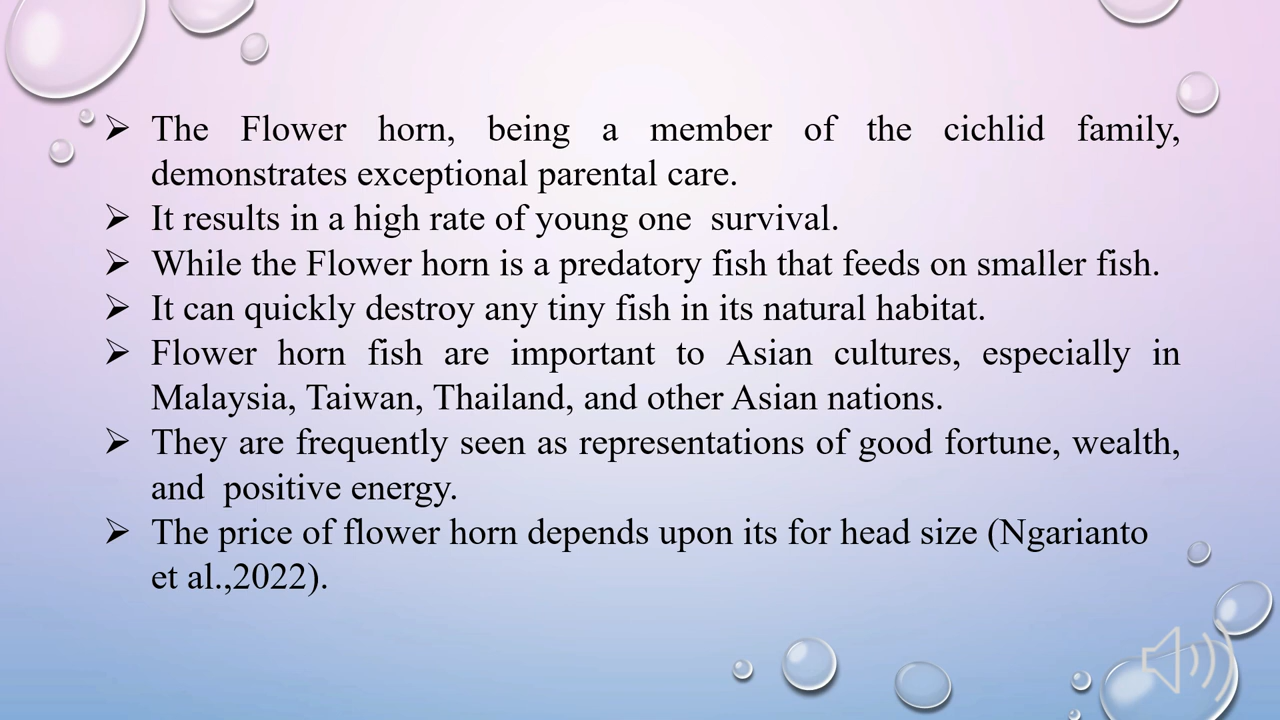 ➢ The Flower horn, being a member of the cichlid family,
demonstrates exceptional parental care.
➢ It results in a high rate of young one  survival.
➢ While the Flower horn is a predatory fish that feeds on smaller fish.
➢ It can quickly destroy any tiny fish in its natural habitat.
➢ Flower horn fish are important to Asian cultures, especially in
Malaysia, Taiwan, Thailand, and other Asian nations.
➢ They are frequently seen as representations of good fortune, wealth,
and  positive energy.
➢ The price of flower horn depends upon its for head size (Ngarianto
et al.,2022).